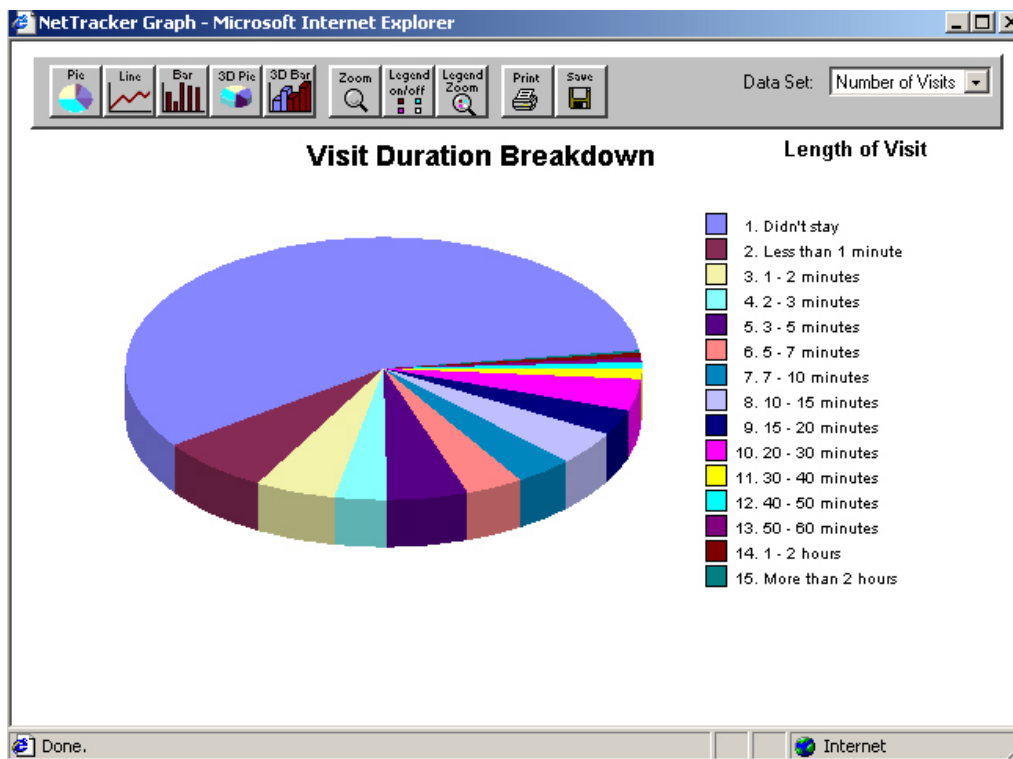 NetTracker Graph - Microsoft Internet Explorer
Pie
Line
Bar
3D Pie
3D Bar
Zoom
Legend
on/off
Legend
Zoom
Print
Save
Data Set: Number of Visits
Visit Duration Breakdown
Length of Visit
1. Didn't stay
2. Less than 1 minute
3. 1 - 2 minutes
4. 2 - 3 minutes
5. 3 - 5 minutes
6. 5 - 7 minutes
7. 7 - 10 minutes
8. 10 - 15 minutes
9. 15 - 20 minutes
10. 20 - 30 minutes
11. 30 - 40 minutes
12. 40 - 50 minutes
13. 50 - 60 minutes
14. 1 - 2 hours
15. More than 2 hours
Done.
Internet